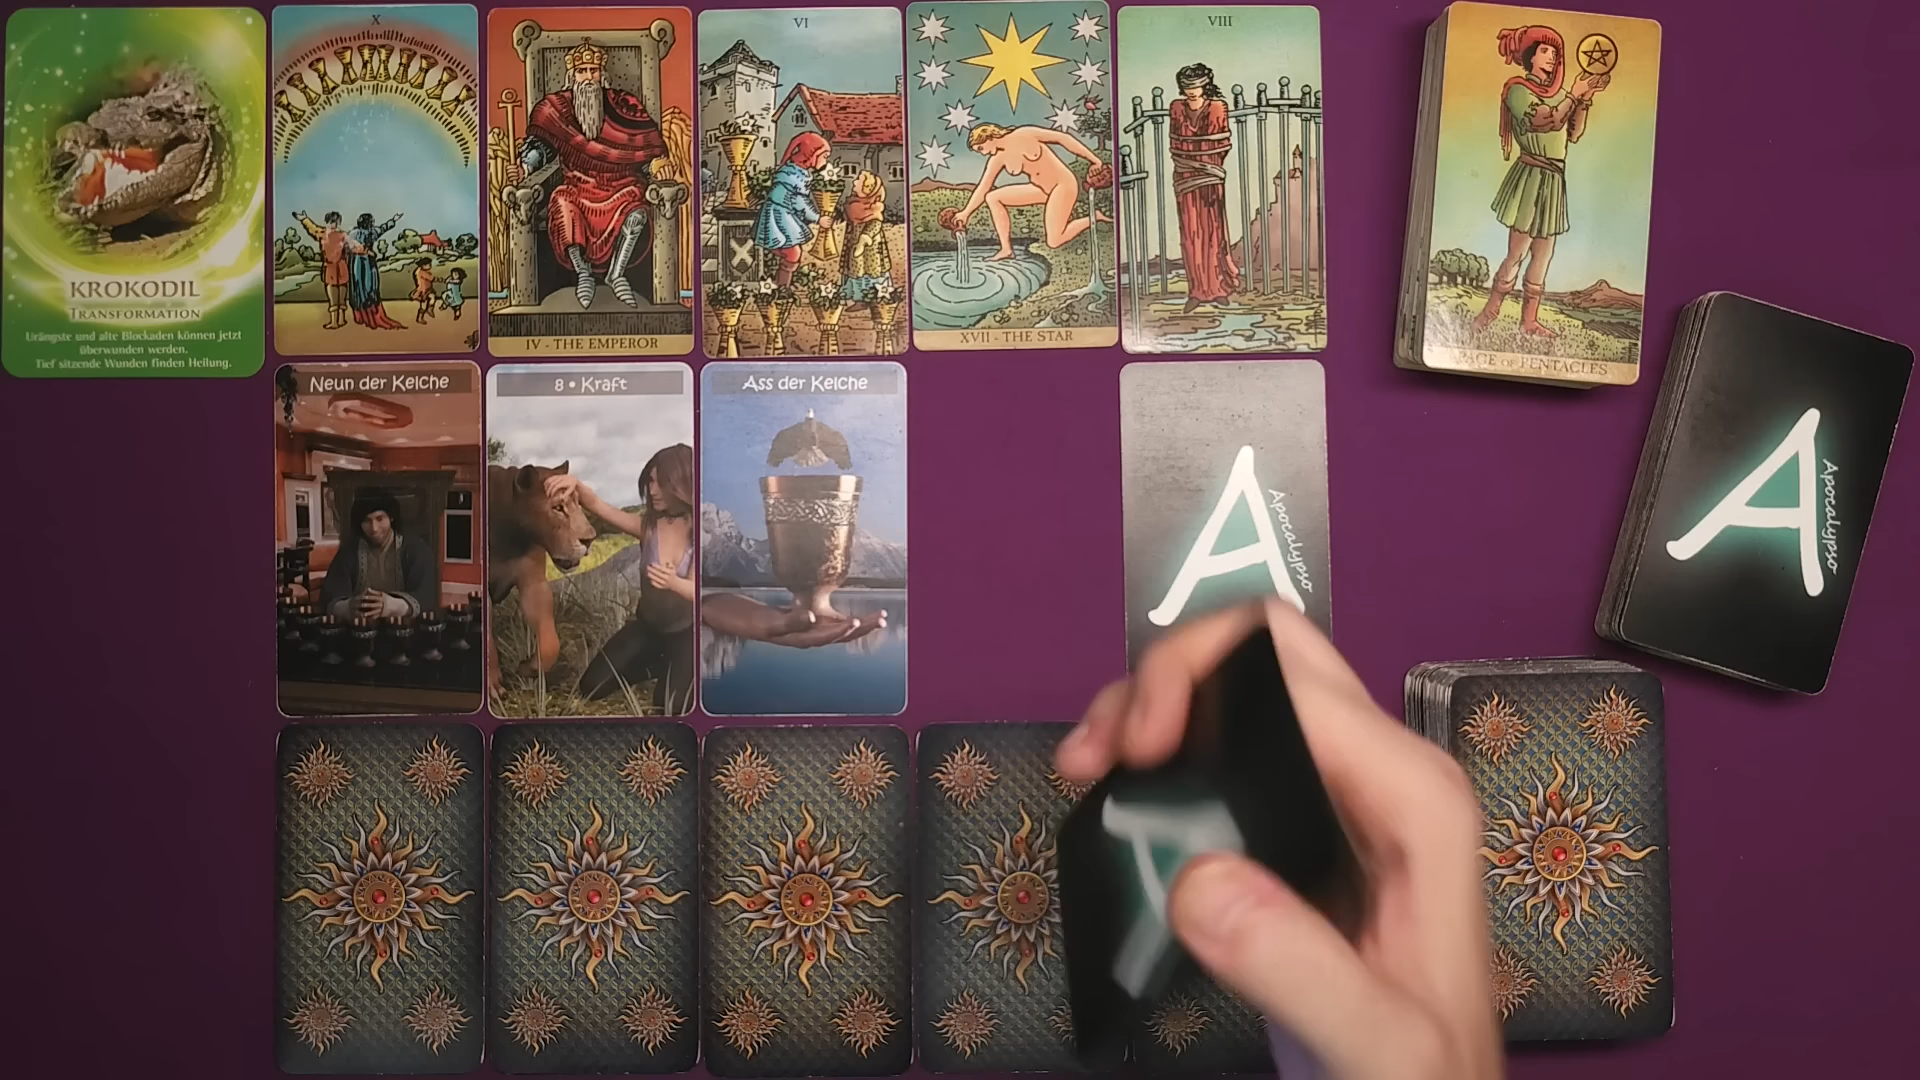 KROKODIL
TRANSFORMATION
Urängste und alte Blockaden können jetzt
überwunden werden.
Tief sitzende Wunden finden Heilung.
X
IV - THE EMPEROR
VI
XVII - THE STAR
VIII
PAGE OF PENTACLES
Neun der Kelche
8 • Kraft
Ass der Kelche
A
Apocalypso
A
Apocalypso